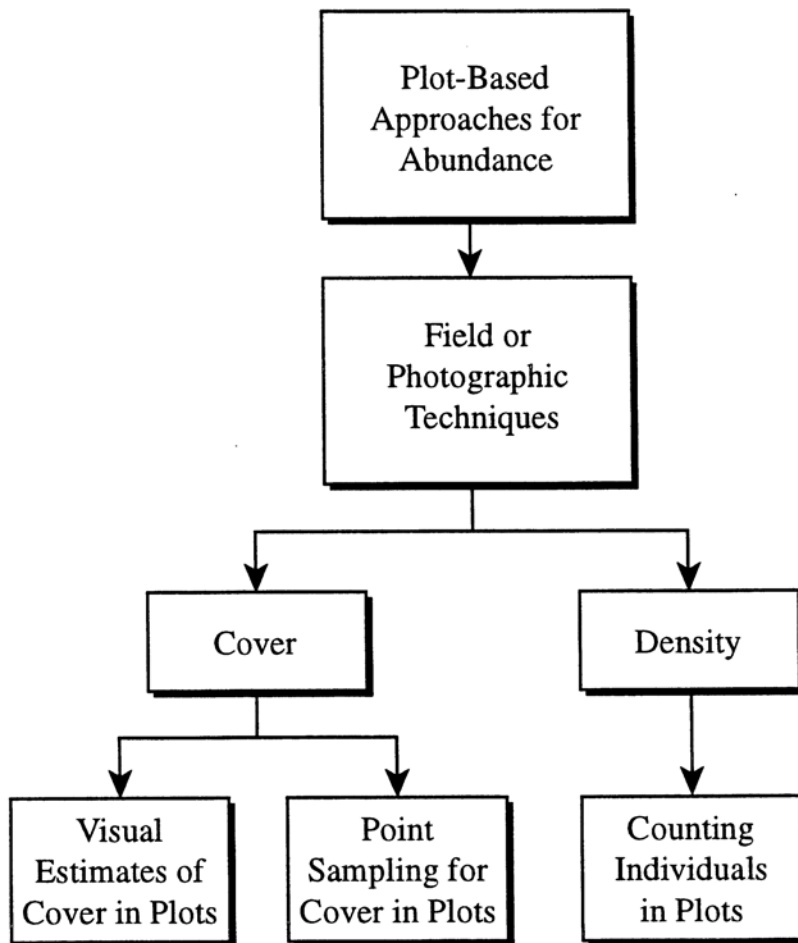 Plot-Based
Approaches for
Abundance
Field or
Photographic
Techniques
Cover
Density
Visual
Estimates of
Cover in Plots
Point
Sampling for
Cover in Plots
Counting
Individuals
in Plots